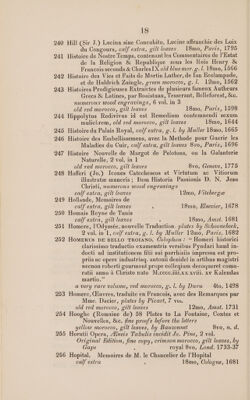 18
240 Hill (Sir J.) Lucina sine Concubitu, Lucine affranchie des Loix
du Congours, calf extra, gilt leaves 18mo, Paris, 1795
241 Histoire de Nostre Temps, contenant les Commentaires de l'Estat
de la Religion & Republique sous les Rois Henry &
Francois seconds & Charles IX. old blue mor. g. l. 18mo, 1566
242 Histoire des Vies et Faits de Martin Luther, de Ian Ecolampade,
et de Huldrich Zuingle, green morocco, g. l. 12mo, 1562
243 Histoires Prodigieuses Extraictes de plusieurs fameux Autheurs
Grecs & Latines, par Boaistuau, Tesserant, Belleforest, &c.
numerous wood engravings, 6 vol. in 3
old red morocco, gilt leaves 18mo, Paris, 1598
244 Hippolytus Redivivus id est Remedium contemnendi sexum
muliebrem, old red morocco, gilt leaves 18mo, 1644
245 Histoire du Palais Royal, calf extra, g. l. by Muller 18mo, 1665
246 Histoire des Embellissemens, avec la Methode pour Guerir les
Maladies du Cuir, calf extra, gilt leaves 8vo, Paris, 1616
247 Histoire Nouvelle de Margot de Pelotons, ou la Galanterie
Naturelle, 2 vol. in 1
old red morocco, gilt leaves 8vo, Geneve, 1775
248 Hofferi (Jo.) Icones Catecheseos et Virtutum ac Vitiorum
illustratæ numeris; Item Historia Passionis D. N. Jesu
Christi, numerous wood engravings
calf extra, gilt leaves 12mo, Vitebergæ
249 Hollande, Memoires de
calf extra, gilt leaves 18mo, Elzevier, 1678
250 Homais Reyne de Tunis
calf extra, gilt leaves 18mo, Amst. 1681
251 Homere, l'Odyssée, nouvelle Traduction plates by Schoonebeek,
2 vol. in 1, calf extra, g. l. by Muller 12mo, Paris, 1682
252 HOMERUS DE BELLO TROIANO, Colophon: "Homeri historici
clarissimo traductio exametris versibus Pyndari haud in-
docti ad institutionem filii sui parthicis impressa est pro-
priis ac opere industria; netnoni decidet is artibus magistri
nernon roberti gourmont prope collegium decoqueret come-
ratis anno a Christo nato M.cccc.iiii.xx.xviii. xv Kalendas
martii."
a very rare volume, red morocco, g. l. by Duru 4to, 1498
253 Homere, Œuvres, traduite en Francois, avec des Remarques par
Mme. Dacier, plates by Picart, 7 vo.
old red morocco, gilt leaves 12mo, Amst. 1731
254 Hooghe (Romaine de) 58 Plates to La Fontaine, Contes et
Nouvelles, &c. fine proofs before the letters
yellow morocco, gilt leaves, by Bauzonnet 8vo, n. d.
255 Horatii Opera, Æneis Tabulis incidit Jo. Pine, 2 vol.
Original Edition, fine copy, crimson morocco, gilt leaves, by
Gaye royal 8vo, Lond. 1733-37
256 Hopital, Memoires de M. le Chancelier de l'Hopital
calf extra 18mo, Cologne, 1681